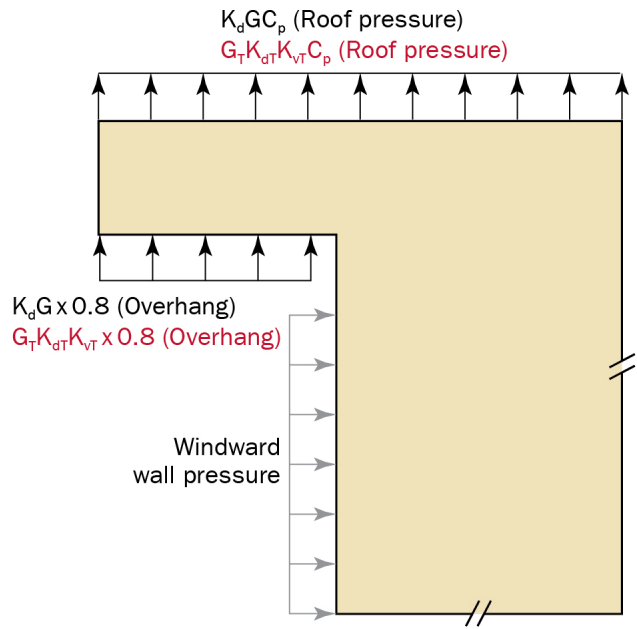 KdGCp (Roof pressure)
GTKdTKvTCp (Roof pressure)
KdG x 0.8 (Overhang)
GTKdTKvT x 0.8 (Overhang)
Windward
wall pressure